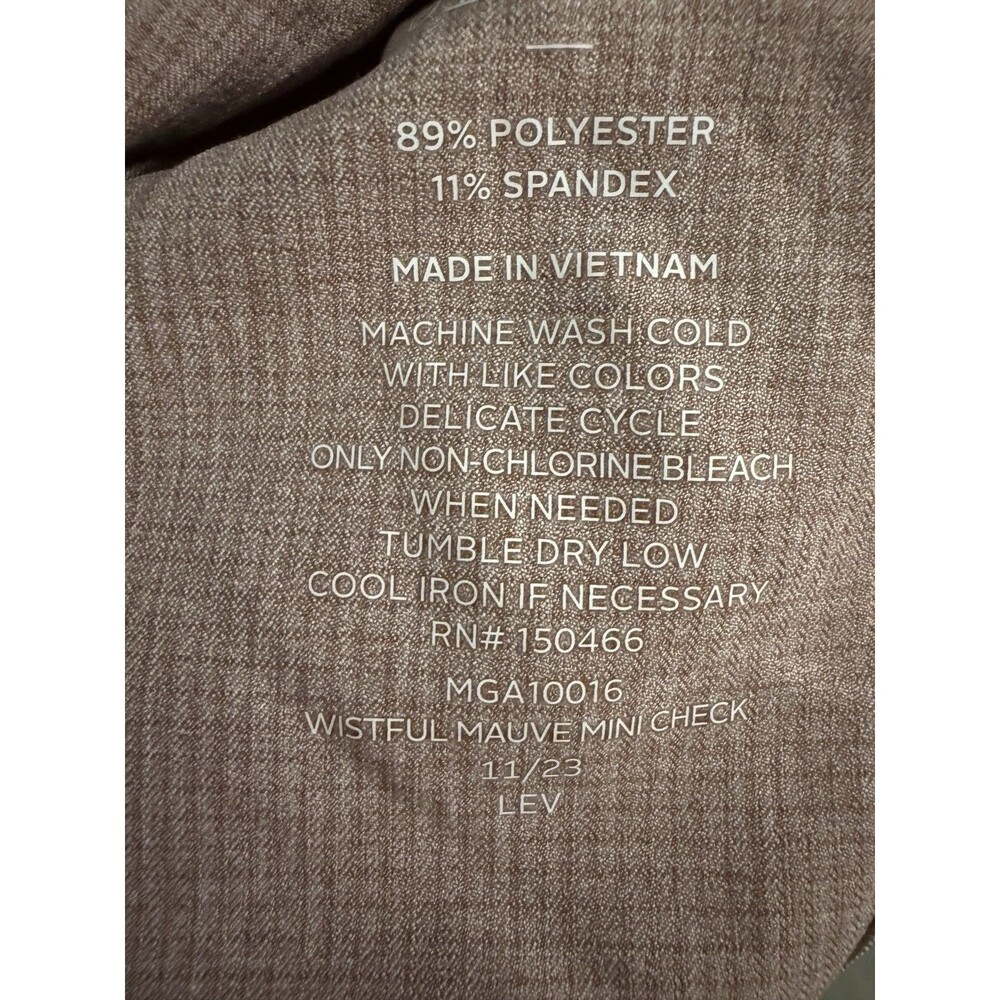 89% POLYESTER
11% SPANDEX
MADE IN VIETNAM
MACHINE WASH COLD
WITH LIKE COLORS
DELICATE CYCLE
ONLY NON-CHLORINE BLEACH
WHEN NEEDED
TUMBLE DRY LOW
COOL IRON IF NECESSARY
RN# 150466
MGA10016
WISTFUL MAUVE MINI CHECK
11/23
LEV